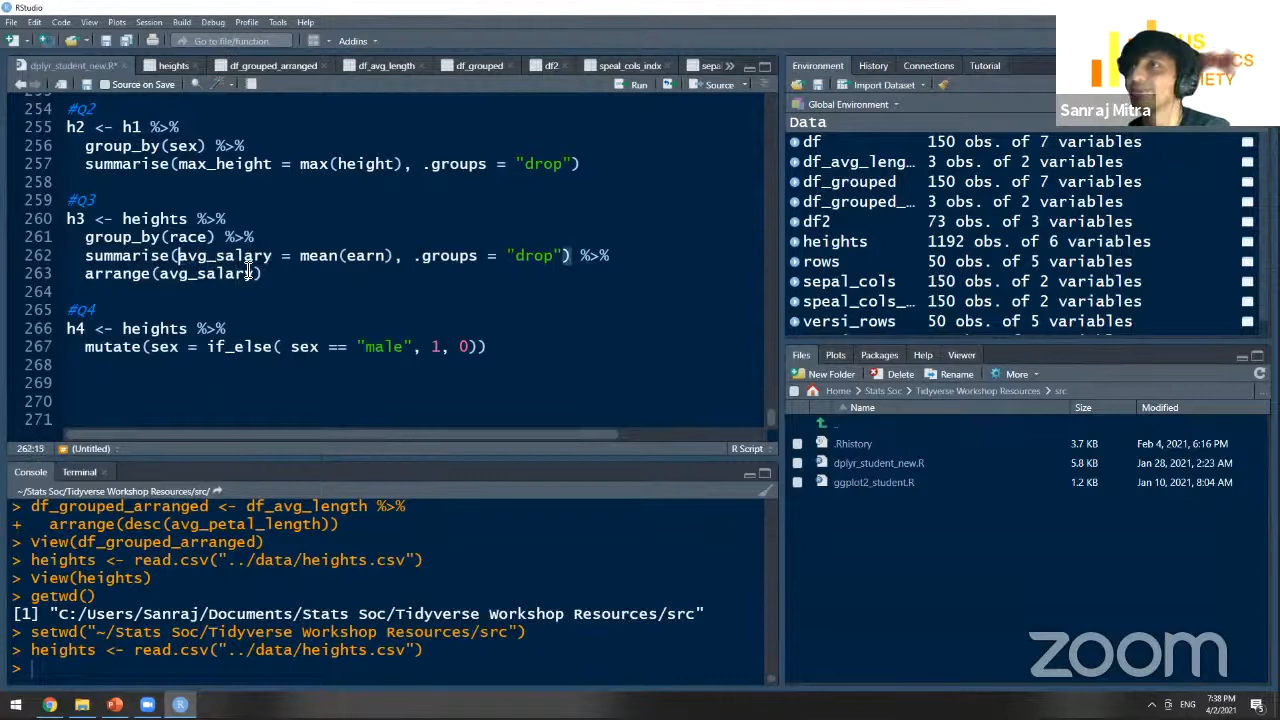 RStudio
File Edit Code View Plots Session Build Debug Profile Tools Help
Go to file/function Addins
dplyr_student_new.R* heights df_grouped_arranged df_avg_length df_grouped df2 speal_cols_indx sepa
Source on Save Run Source
254 #Q2
255 h2 <- h1 %>%
256 group_by(sex) %>%
257 summarise(max_height = max(height), .groups = "drop")
258
259 #Q3
260 h3 <- heights %>%
261 group_by(race) %>%
262 summarise(avg_salary = mean(earn), .groups = "drop") %>%
263 arrange(avg_salary)
264
265 #Q4
266 h4 <- heights %>%
267 mutate(sex = if_else( sex == "male", 1, 0))
268
269
270
271
262:15 (Untitled) R Script
Console Terminal
~/Stats Soc/Tidyverse Workshop Resources/src/
> df_grouped_arranged <- df_avg_length %>%
+ arrange(desc(avg_petal_length))
> View(df_grouped_arranged)
> heights <- read.csv("../data/heights.csv")
> View(heights)
> getwd()
[1] "C:/Users/Sanraj/Documents/Stats Soc/Tidyverse Workshop Resources/src"
> setwd("~/Stats Soc/Tidyverse Workshop Resources/src")
> heights <- read.csv("../data/heights.csv")
>
Environment History Connections Tutorial
Import Dataset
Global Environment
Data
df 150 obs. of 7 variables
df_avg_leng… 3 obs. of 2 variables
df_grouped 150 obs. of 7 variables
df_grouped_… 3 obs. of 2 variables
df2 73 obs. of 3 variables
heights 1192 obs. of 6 variables
rows 50 obs. of 5 variables
sepal_cols 150 obs. of 2 variables
speal_cols_… 150 obs. of 2 variables
versi_rows 50 obs. of 5 variables
Files Plots Packages Help Viewer
New Folder Delete Rename More
Home Stats Soc Tidyverse Workshop Resources src
Name Size Modified
..
.Rhistory 3.7 KB Feb 4, 2021, 6:16 PM
dplyr_student_new.R 5.8 KB Jan 28, 2021, 2:23 AM
ggplot2_student.R 1.2 KB Jan 10, 2021, 8:04 AM
Sanraj Mitra
zoom
ENG
7:38 PM
4/2/2021